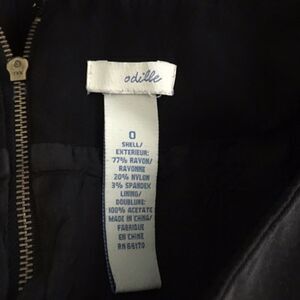 odille
0
SHELL/
EXTERIEUR:
77% RAYON/
RAYONNE
20% NYLON
3% SPANDEX
LINING/
DOUBLURE:
100% ACETATE
MADE IN CHINA/
FABRIQUE
EN CHINE
RN 66170